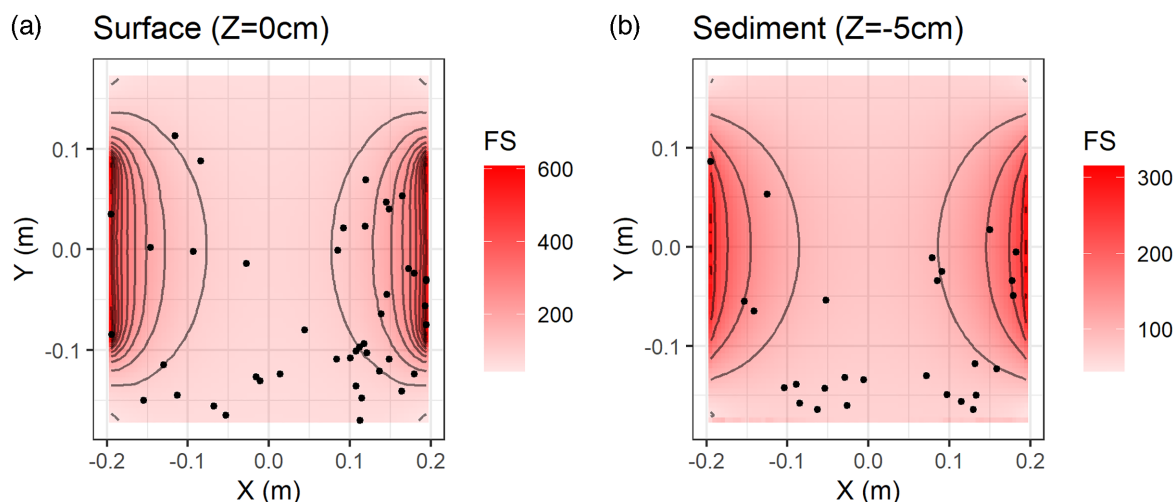 (a) Surface (Z=0cm)
FS
600
400
200
0.1
0.0
-0.1
Y (m)
-0.2 -0.1 0.0 0.1 0.2
X (m)
(b) Sediment (Z=-5cm)
FS
300
200
100
0.1
0.0
-0.1
Y (m)
-0.2 -0.1 0.0 0.1 0.2
X (m)